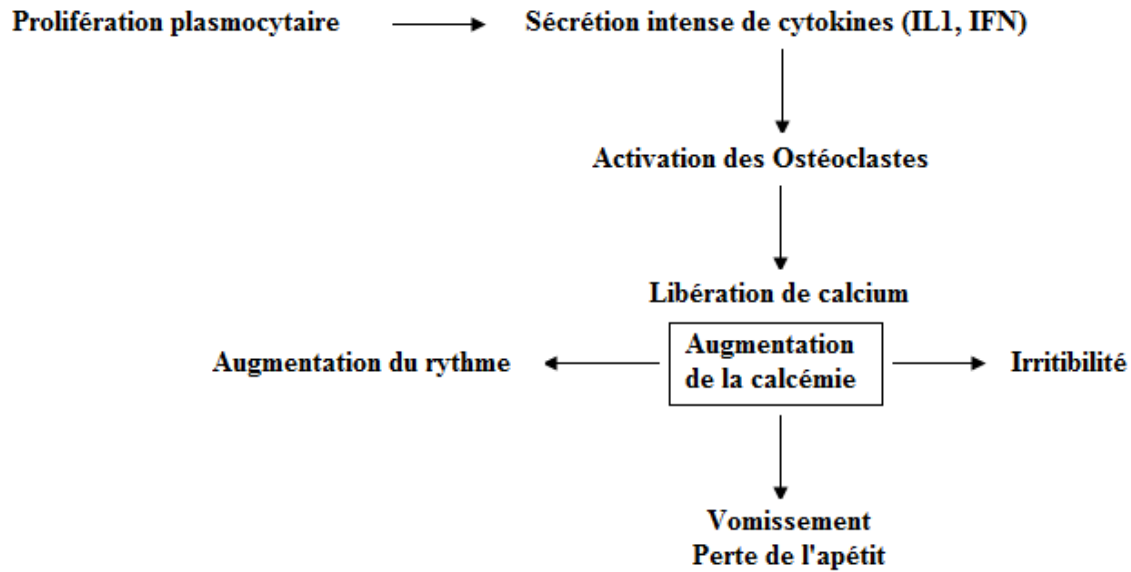 Prolifération plasmocytaire
Sécrétion intense de cytokines (IL1, IFN)
Activation des Ostéoclastes
Libération de calcium
Augmentation du rythme
Augmentation
de la calcémie
Irritibilité
Vomissement
Perte de l'apétit